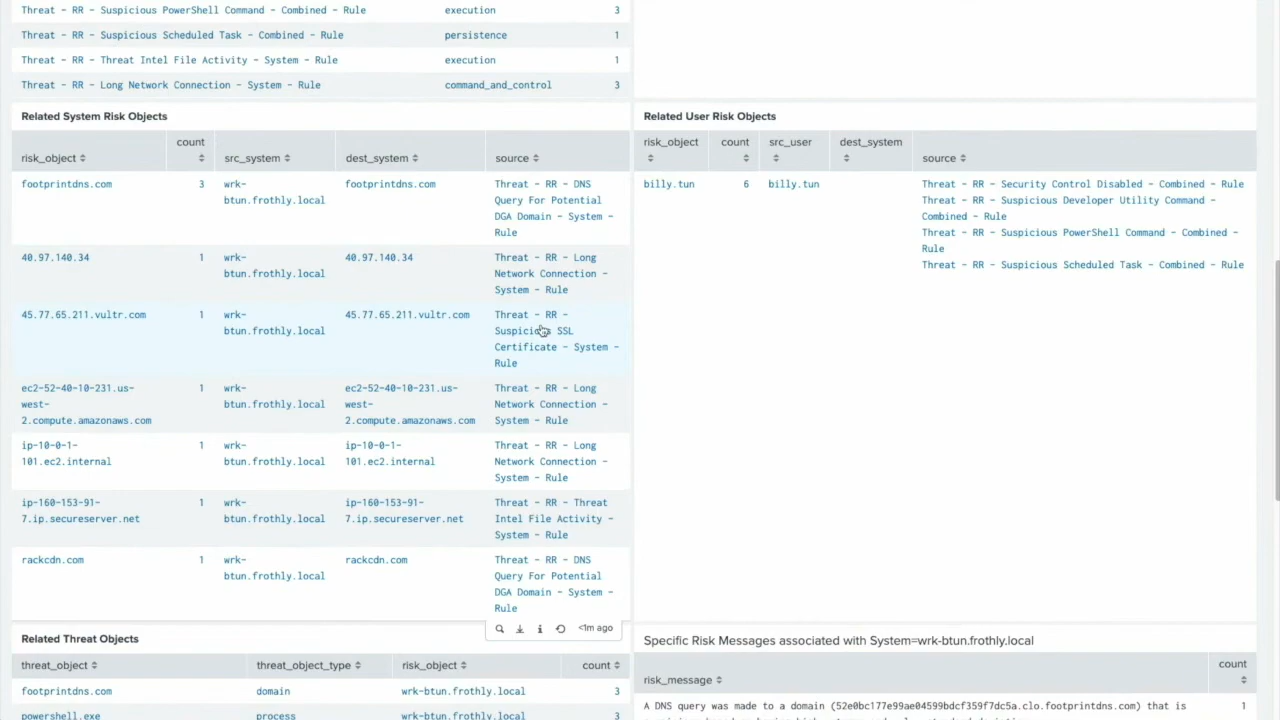 Threat - RR - Suspicious PowerShell Command - Combined - Rule execution 3
Threat - RR - Suspicious Scheduled Task - Combined - Rule persistence 1
Threat - RR - Threat Intel File Activity - System - Rule execution 1
Threat - RR - Long Network Connection - System - Rule command_and_control 3
Related System Risk Objects
risk_object count src_system dest_system source
footprintdns.com 3 wrk- footprintdns.com Threat - RR - DNS
btun.frothly.local Query For Potential
DGA Domain - System -
Rule
40.97.140.34 1 wrk- 40.97.140.34 Threat - RR - Long
btun.frothly.local Network Connection -
System - Rule
45.77.65.211.vultr.com 1 wrk- 45.77.65.211.vultr.com Threat - RR -
btun.frothly.local Suspicious SSL
Certificate - System -
Rule
ec2-52-40-10-231.us- 1 wrk- ec2-52-40-10-231.us- Threat - RR - Long
west- btun.frothly.local west- Network Connection -
2.compute.amazonaws.com 2.compute.amazonaws.com System - Rule
ip-10-0-1- 1 wrk- ip-10-0-1- Threat - RR - Long
101.ec2.internal btun.frothly.local 101.ec2.internal Network Connection -
System - Rule
ip-160-153-91- 1 wrk- ip-160-153-91- Threat - RR - Threat
7.ip.secureserver.net btun.frothly.local 7.ip.secureserver.net Intel File Activity -
System - Rule
rackcdn.com 1 wrk- rackcdn.com Threat - RR - DNS
btun.frothly.local Query For Potential
DGA Domain - System -
Rule
<1m ago
Related User Risk Objects
risk_object count src_user dest_system source
billy.tun 6 billy.tun Threat - RR - Security Control Disabled - Combined - Rule
Threat - RR - Suspicious Developer Utility Command -
Combined - Rule
Threat - RR - Suspicious PowerShell Command - Combined -
Rule
Threat - RR - Suspicious Scheduled Task - Combined - Rule
Related Threat Objects
threat_object threat_object_type risk_object count
footprintdns.com domain wrk-btun.frothly.local 3
powershell.exe process wrk-btun.frothly.local 3
Specific Risk Messages associated with System=wrk-btun.frothly.local
risk_message count
A DNS query was made to a domain (52e0bc177e99ae04599bdcf359f7dc5a.clo.footprintdns.com) that is 1